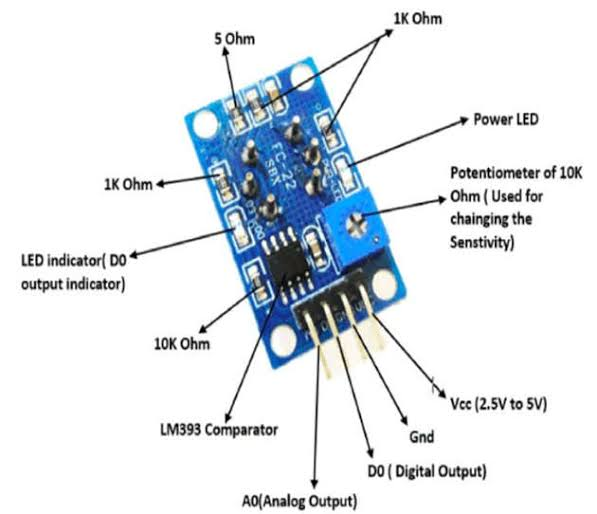 5 Ohm
1K Ohm
Power LED
1K Ohm
Potentiometer of 10K
Ohm ( Used for
chainging the
Senstivity)
FC-22
SBX
LED indicator( D0
output indicator)
10K Ohm
LM393 Comparator
Vcc (2.5V to 5V)
Gnd
D0 ( Digital Output)
A0(Analog Output)